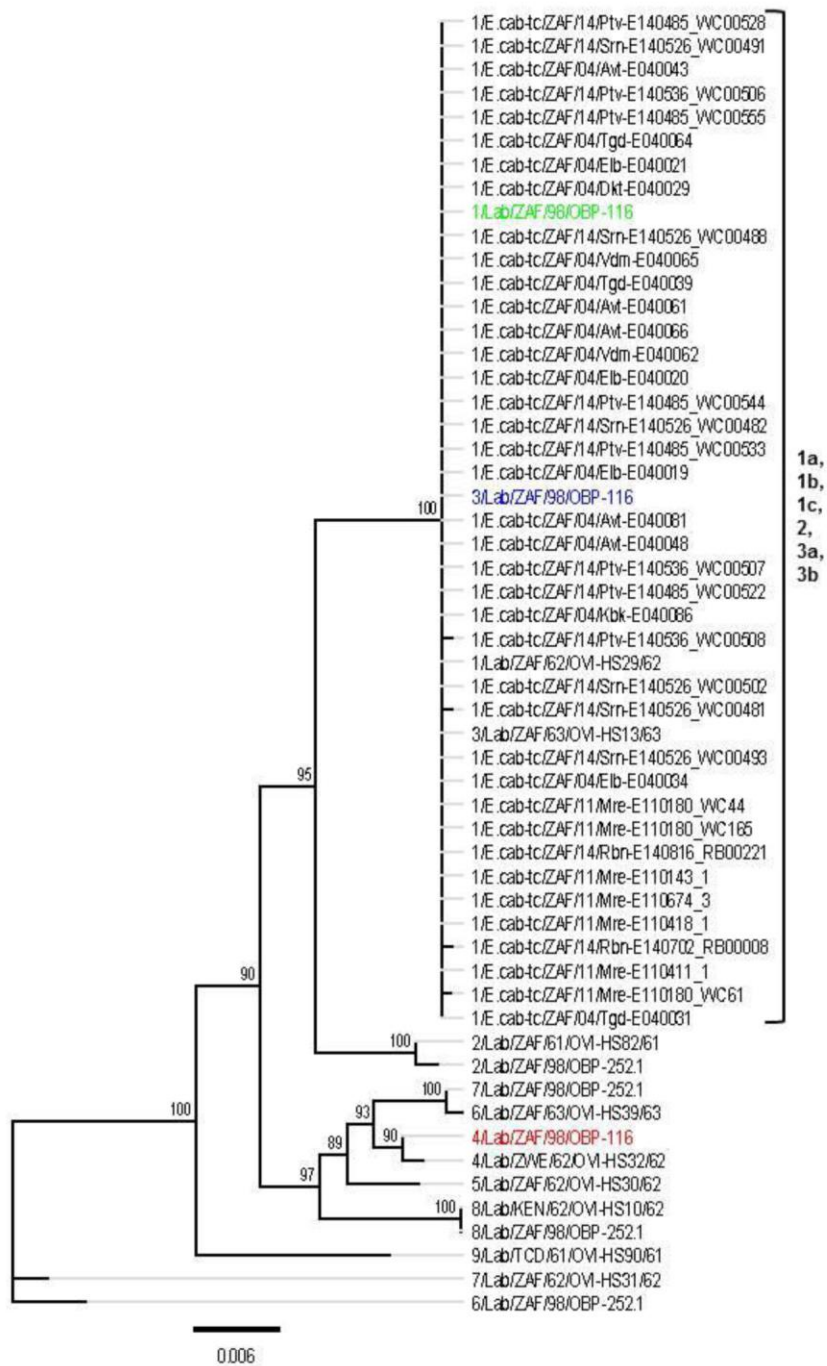 1/E.cab-tc/ZAF/14/Ptv-E140485_WC00528
1/E.cab-tc/ZAF/14/Srn-E140526_WC00491
1/E.cab-tc/ZAF/04/Avt-E040043
1/E.cab-tc/ZAF/14/Ptv-E140536_WC00506
1/E.cab-tc/ZAF/14/Ptv-E140485_WC00555
1/E.cab-tc/ZAF/04/Tgd-E040064
1/E.cab-tc/ZAF/04/Elb-E040021
1/E.cab-tc/ZAF/04/Dkt-E040029
1/Lab/ZAF/98/OBP-116
1/E.cab-tc/ZAF/14/Srn-E140526_WC00488
1/E.cab-tc/ZAF/04/Vdm-E040065
1/E.cab-tc/ZAF/04/Tgd-E040039
1/E.cab-tc/ZAF/04/Avt-E040061
1/E.cab-tc/ZAF/04/Avt-E040066
1/E.cab-tc/ZAF/04/Vdm-E040062
1/E.cab-tc/ZAF/04/Elb-E040020
1/E.cab-tc/ZAF/14/Ptv-E140485_WC00544
1/E.cab-tc/ZAF/14/Srn-E140526_WC00482
1/E.cab-tc/ZAF/14/Ptv-E140485_WC00533
1/E.cab-tc/ZAF/04/Elb-E040019
3/Lab/ZAF/98/OBP-116
1/E.cab-tc/ZAF/04/Avt-E040081
1/E.cab-tc/ZAF/04/Avt-E040048
1/E.cab-tc/ZAF/14/Ptv-E140536_WC00507
1/E.cab-tc/ZAF/14/Ptv-E140485_WC00522
1/E.cab-tc/ZAF/04/Kbk-E040086
1/E.cab-tc/ZAF/14/Ptv-E140536_WC00508
1/Lab/ZAF/62/OVI-HS29/62
1/E.cab-tc/ZAF/14/Srn-E140526_WC00502
1/E.cab-tc/ZAF/14/Srn-E140526_WC00481
3/Lab/ZAF/63/OVI-HS13/63
1/E.cab-tc/ZAF/14/Srn-E140526_WC00493
1/E.cab-tc/ZAF/04/Elb-E040034
1/E.cab-tc/ZAF/11/Mre-E110180_WC44
1/E.cab-tc/ZAF/11/Mre-E110180_WC165
1/E.cab-tc/ZAF/14/Rbn-E140816_RB00221
1/E.cab-tc/ZAF/11/Mre-E110143_1
1/E.cab-tc/ZAF/11/Mre-E110674_3
1/E.cab-tc/ZAF/11/Mre-E110418_1
1/E.cab-tc/ZAF/14/Rbn-E140702_RB00008
1/E.cab-tc/ZAF/11/Mre-E110411_1
1/E.cab-tc/ZAF/11/Mre-E110180_WC61
1/E.cab-tc/ZAF/04/Tgd-E040031
2/Lab/ZAF/61/OVI-HS82/61
2/Lab/ZAF/98/OBP-252.1
7/Lab/ZAF/98/OBP-252.1
6/Lab/ZAF/63/OVI-HS39/63
4/Lab/ZAF/98/OBP-116
4/Lab/ZWE/62/OVI-HS32/62
5/Lab/ZAF/62/OVI-HS30/62
8/Lab/KEN/62/OVI-HS10/62
8/Lab/ZAF/98/OBP-252.1
9/Lab/TCD/61/OVI-HS90/61
7/Lab/ZAF/62/OVI-HS31/62
6/Lab/ZAF/98/OBP-252.1
1a,
1b,
1c,
2,
3a,
3b
100
95
90
100
100
100
93
90
89
97
100
0.006